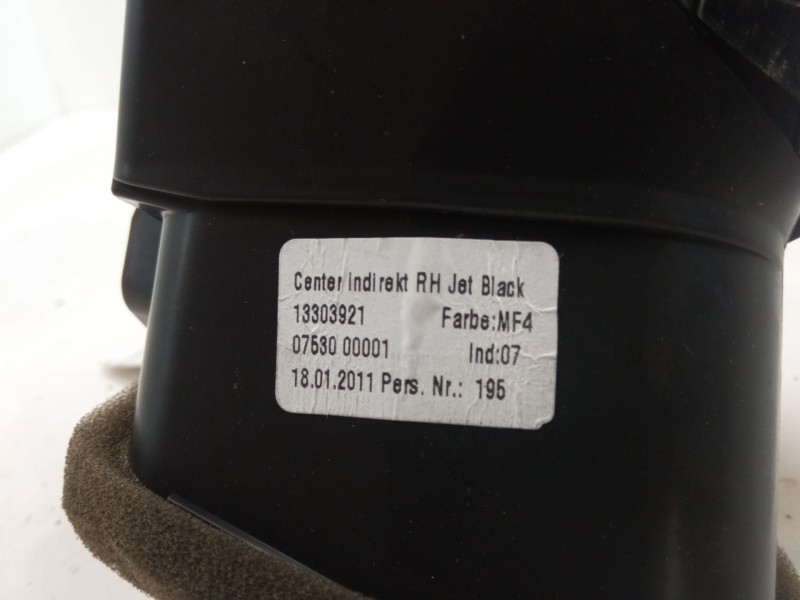 Center Indirekt RH Jet Black
13303921 Farbe:MF4
07530 00001 Ind:07
18.01.2011 Pers. Nr.: 195